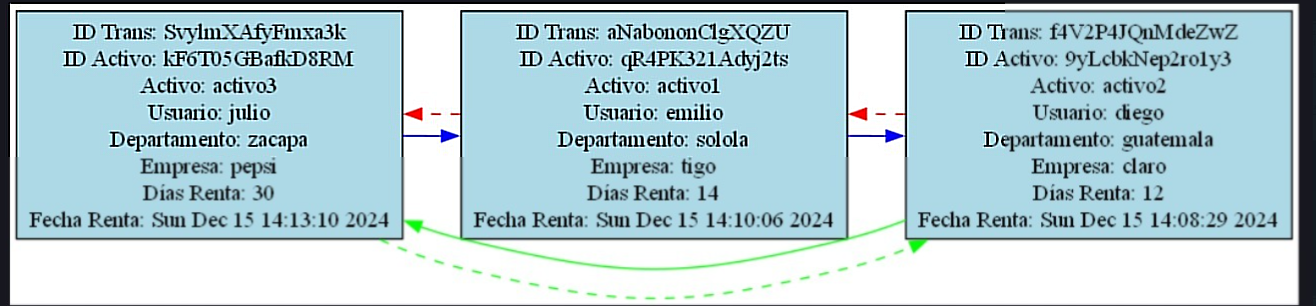 ID Trans: SvylmXAfyFmxa3k
ID Activo: kF6T05GBafkD8RM
Activo: activo3
Usuario: julio
Departamento: zacapa
Empresa: pepsi
Días Renta: 30
Fecha Renta: Sun Dec 15 14:13:10 2024
ID Trans: aNabononClgXQZU
ID Activo: qR4PK321Adyj2ts
Activo: activo1
Usuario: emilio
Departamento: solola
Empresa: tigo
Días Renta: 14
Fecha Renta: Sun Dec 15 14:10:06 2024
ID Trans: f4V2P4JQnMdeZwZ
ID Activo: 9yLcbkNep2ro1y3
Activo: activo2
Usuario: diego
Departamento: guatemala
Empresa: claro
Días Renta: 12
Fecha Renta: Sun Dec 15 14:08:29 2024